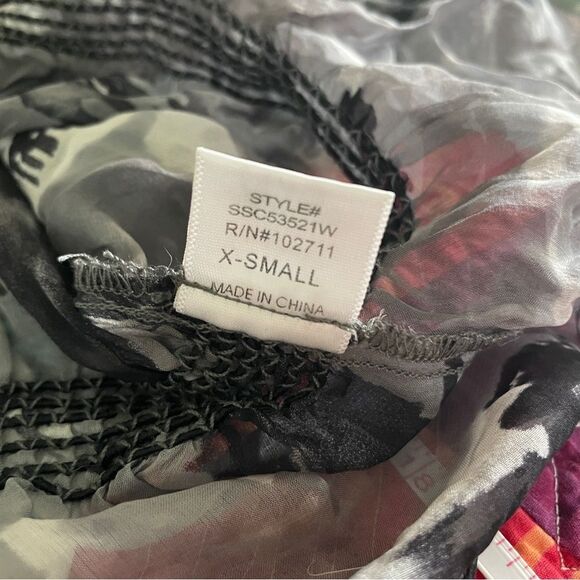 STYLE#
SSC53521W
R/N#102711
X-SMALL
MADE IN CHINA